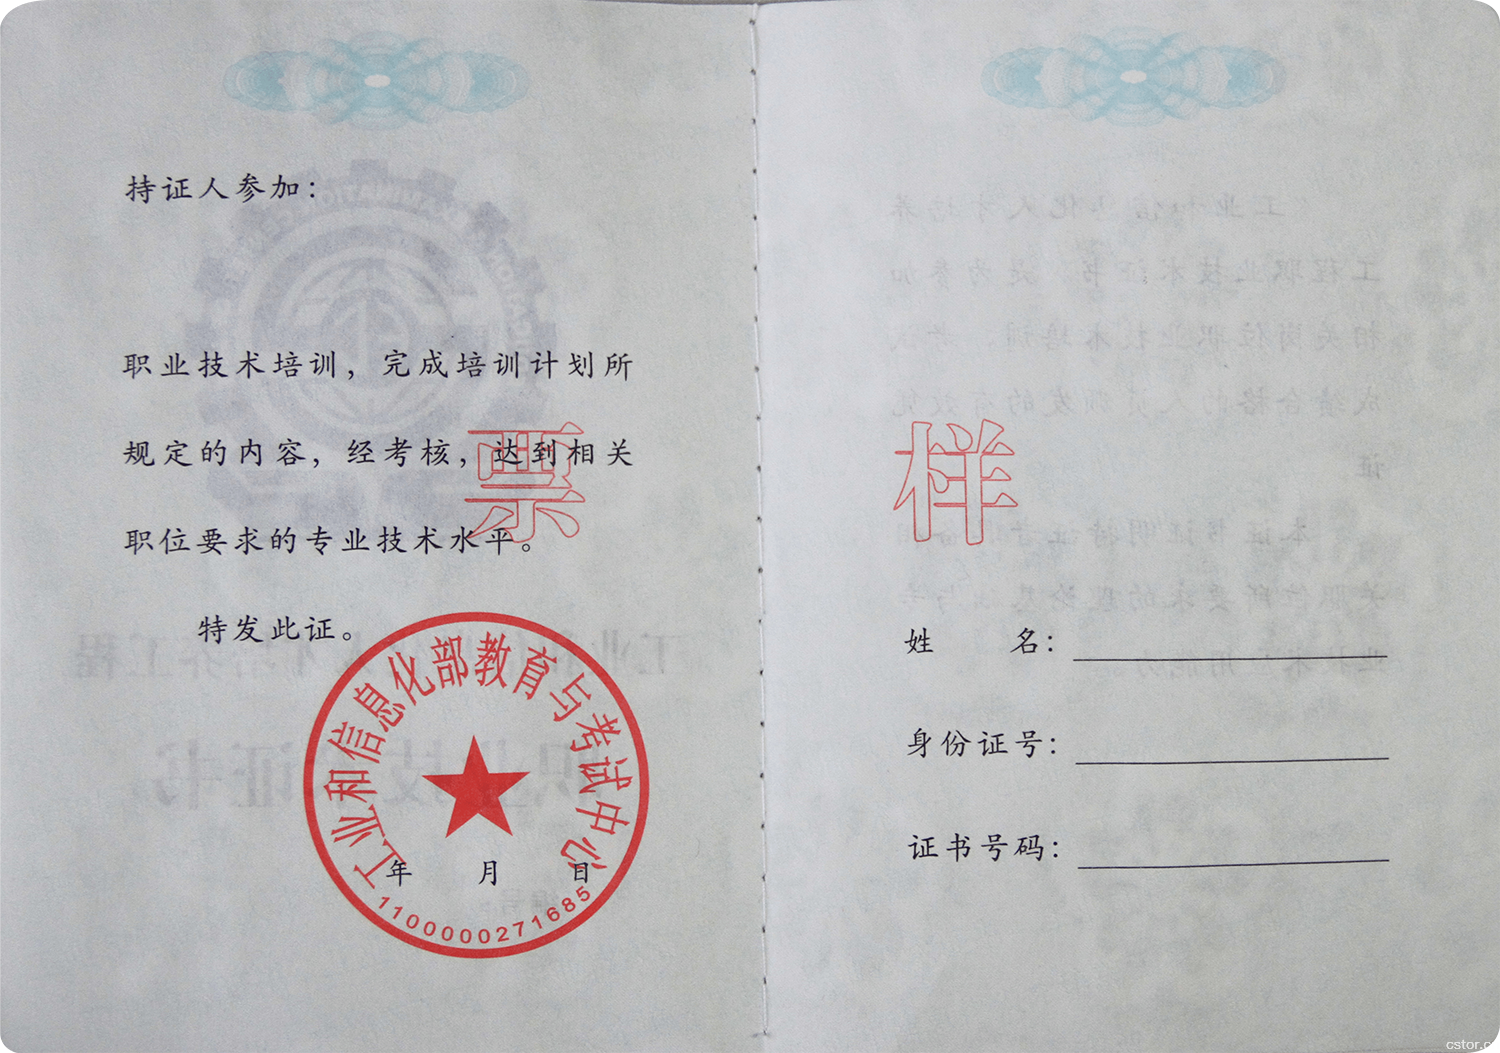 持证人参加：
职业技术培训，完成培训计划所
规定的内容，经考核，达到相关
职位要求的专业技术水平。
特发此证。
票
工业和信息化部教育与考试中心
年 月 日
1100000271685
样
姓 名：
身份证号：
证书号码：
cstor.c